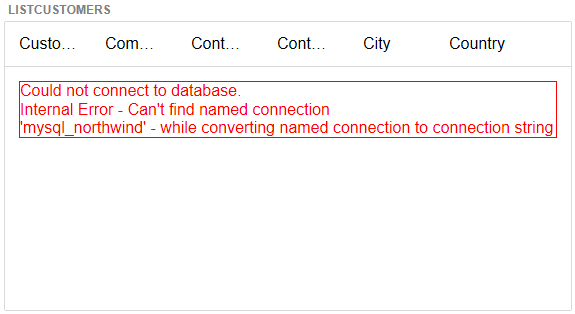 LISTCUSTOMERS
Custo… Com… Cont… Cont… City Country
Could not connect to database.
Internal Error - Can't find named connection
'mysql_northwind' - while converting named connection to connection string